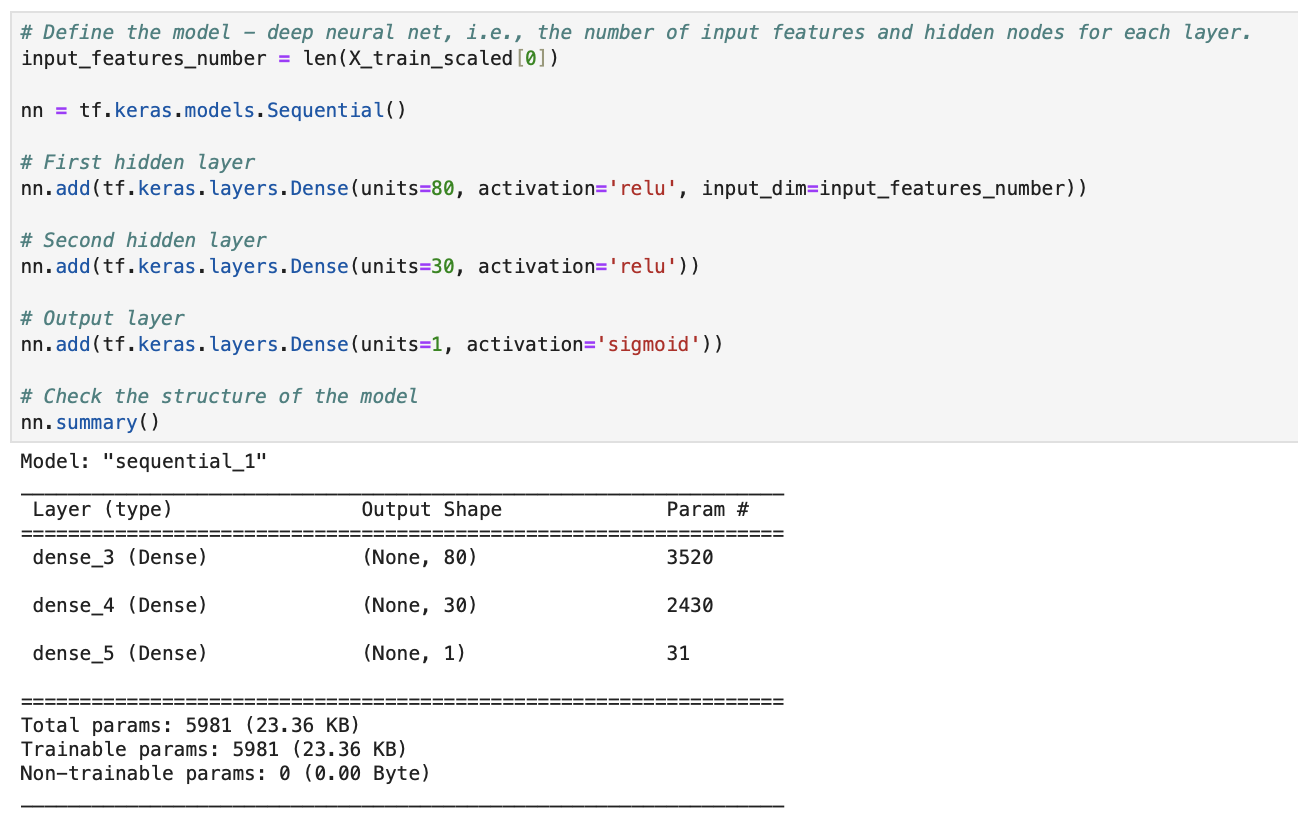 # Define the model – deep neural net, i.e., the number of input features and hidden nodes for each layer.
input_features_number = len(X_train_scaled[0])
nn = tf.keras.models.Sequential()
# First hidden layer
nn.add(tf.keras.layers.Dense(units=80, activation='relu', input_dim=input_features_number))
# Second hidden layer
nn.add(tf.keras.layers.Dense(units=30, activation='relu'))
# Output layer
nn.add(tf.keras.layers.Dense(units=1, activation='sigmoid'))
# Check the structure of the model
nn.summary()
Model: "sequential_1"
_________________________________________________________________
Layer (type) Output Shape Param #
=================================================================
dense_3 (Dense) (None, 80) 3520
dense_4 (Dense) (None, 30) 2430
dense_5 (Dense) (None, 1) 31
=================================================================
Total params: 5981 (23.36 KB)
Trainable params: 5981 (23.36 KB)
Non-trainable params: 0 (0.00 Byte)
_________________________________________________________________